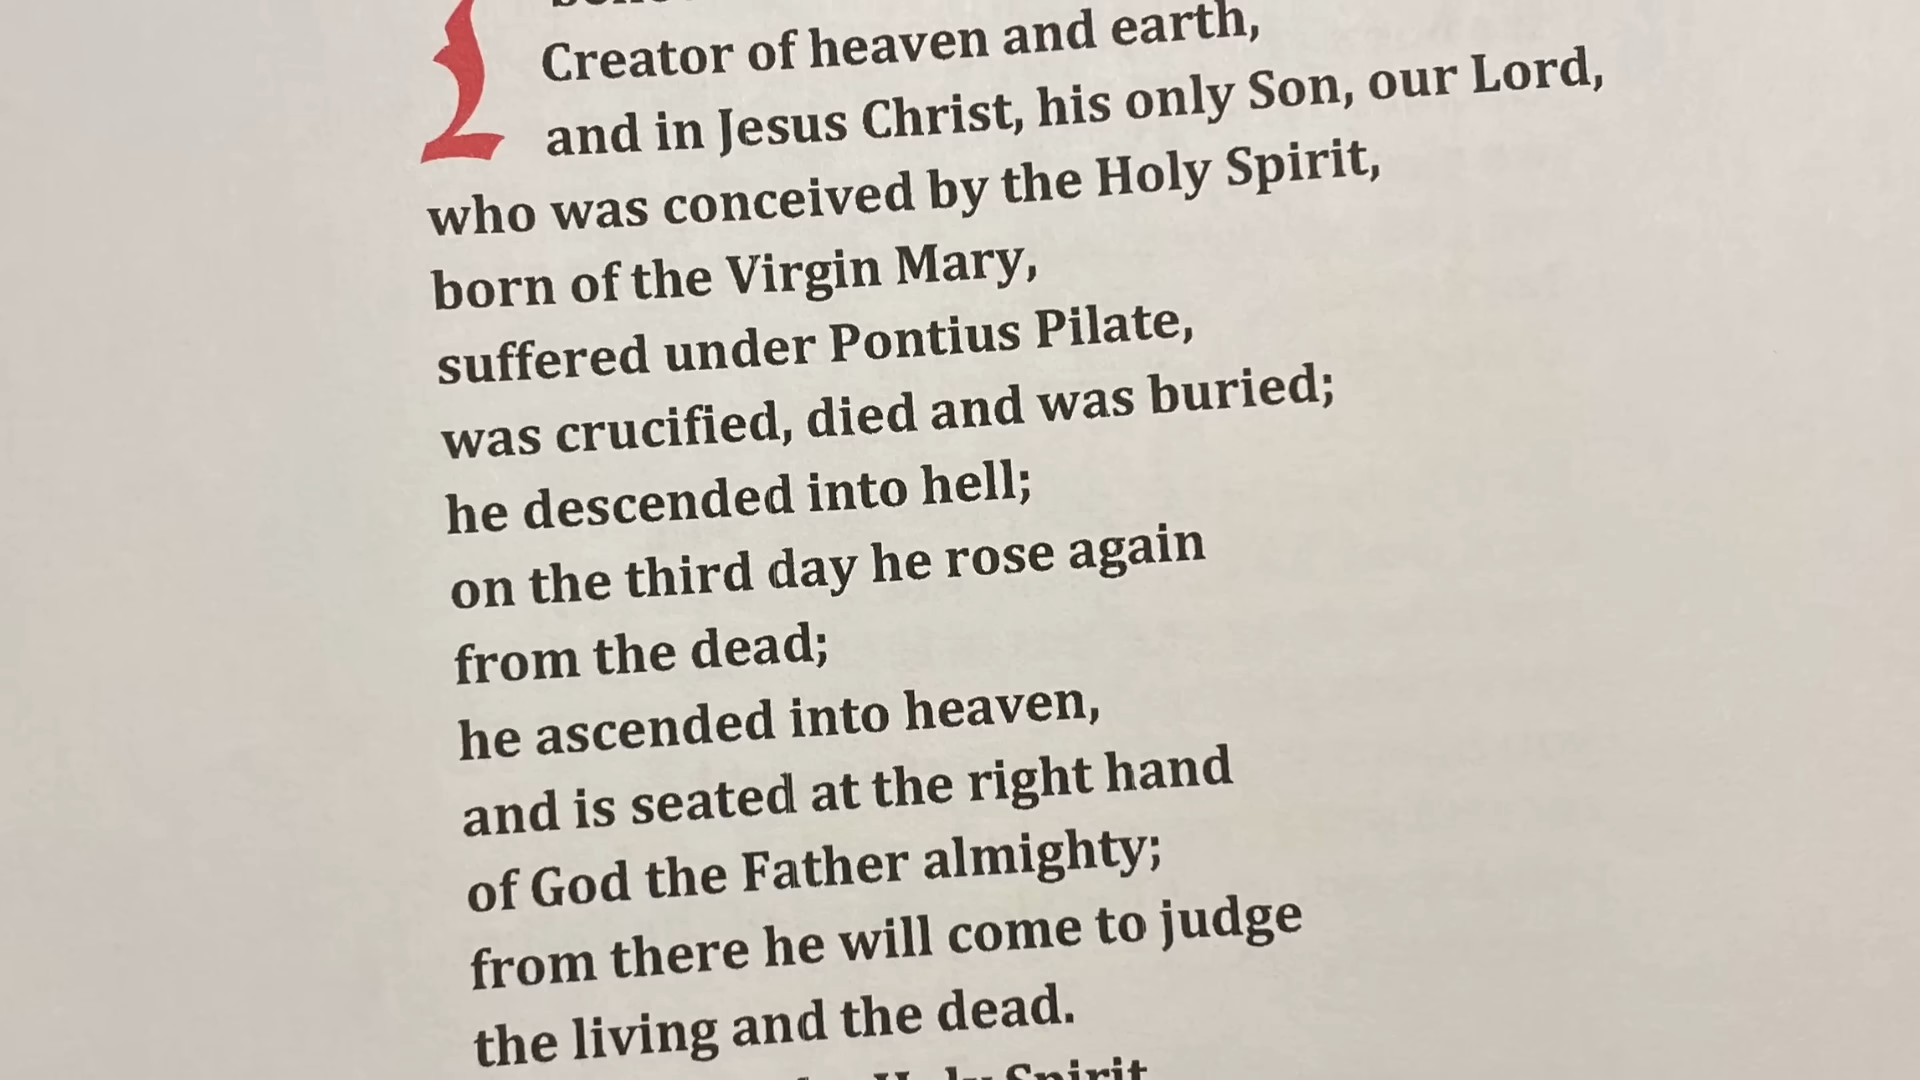 I
Creator of heaven and earth,
and in Jesus Christ, his only Son, our Lord,
who was conceived by the Holy Spirit,
born of the Virgin Mary,
suffered under Pontius Pilate,
was crucified, died and was buried;
he descended into hell;
on the third day he rose again
from the dead;
he ascended into heaven,
and is seated at the right hand
of God the Father almighty;
from there he will come to judge
the living and the dead.
Holy Spirit